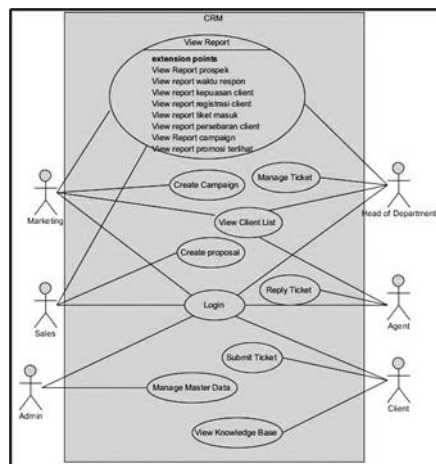 CRM
View Report
extension points
View Report prospek
View report waktu respon
View report kepuasan client
View report registrasi client
View report tiket masuk
View report persebaran client
View Report campaign
View report promosi terlihat
Manage Ticket
Create Campaign
Marketing
Head of Department
View Client List
Create proposal
Reply Ticket
Login
Sales
Agent
Submit Ticket
Manage Master Data
Admin
Client
View Knowledge Base